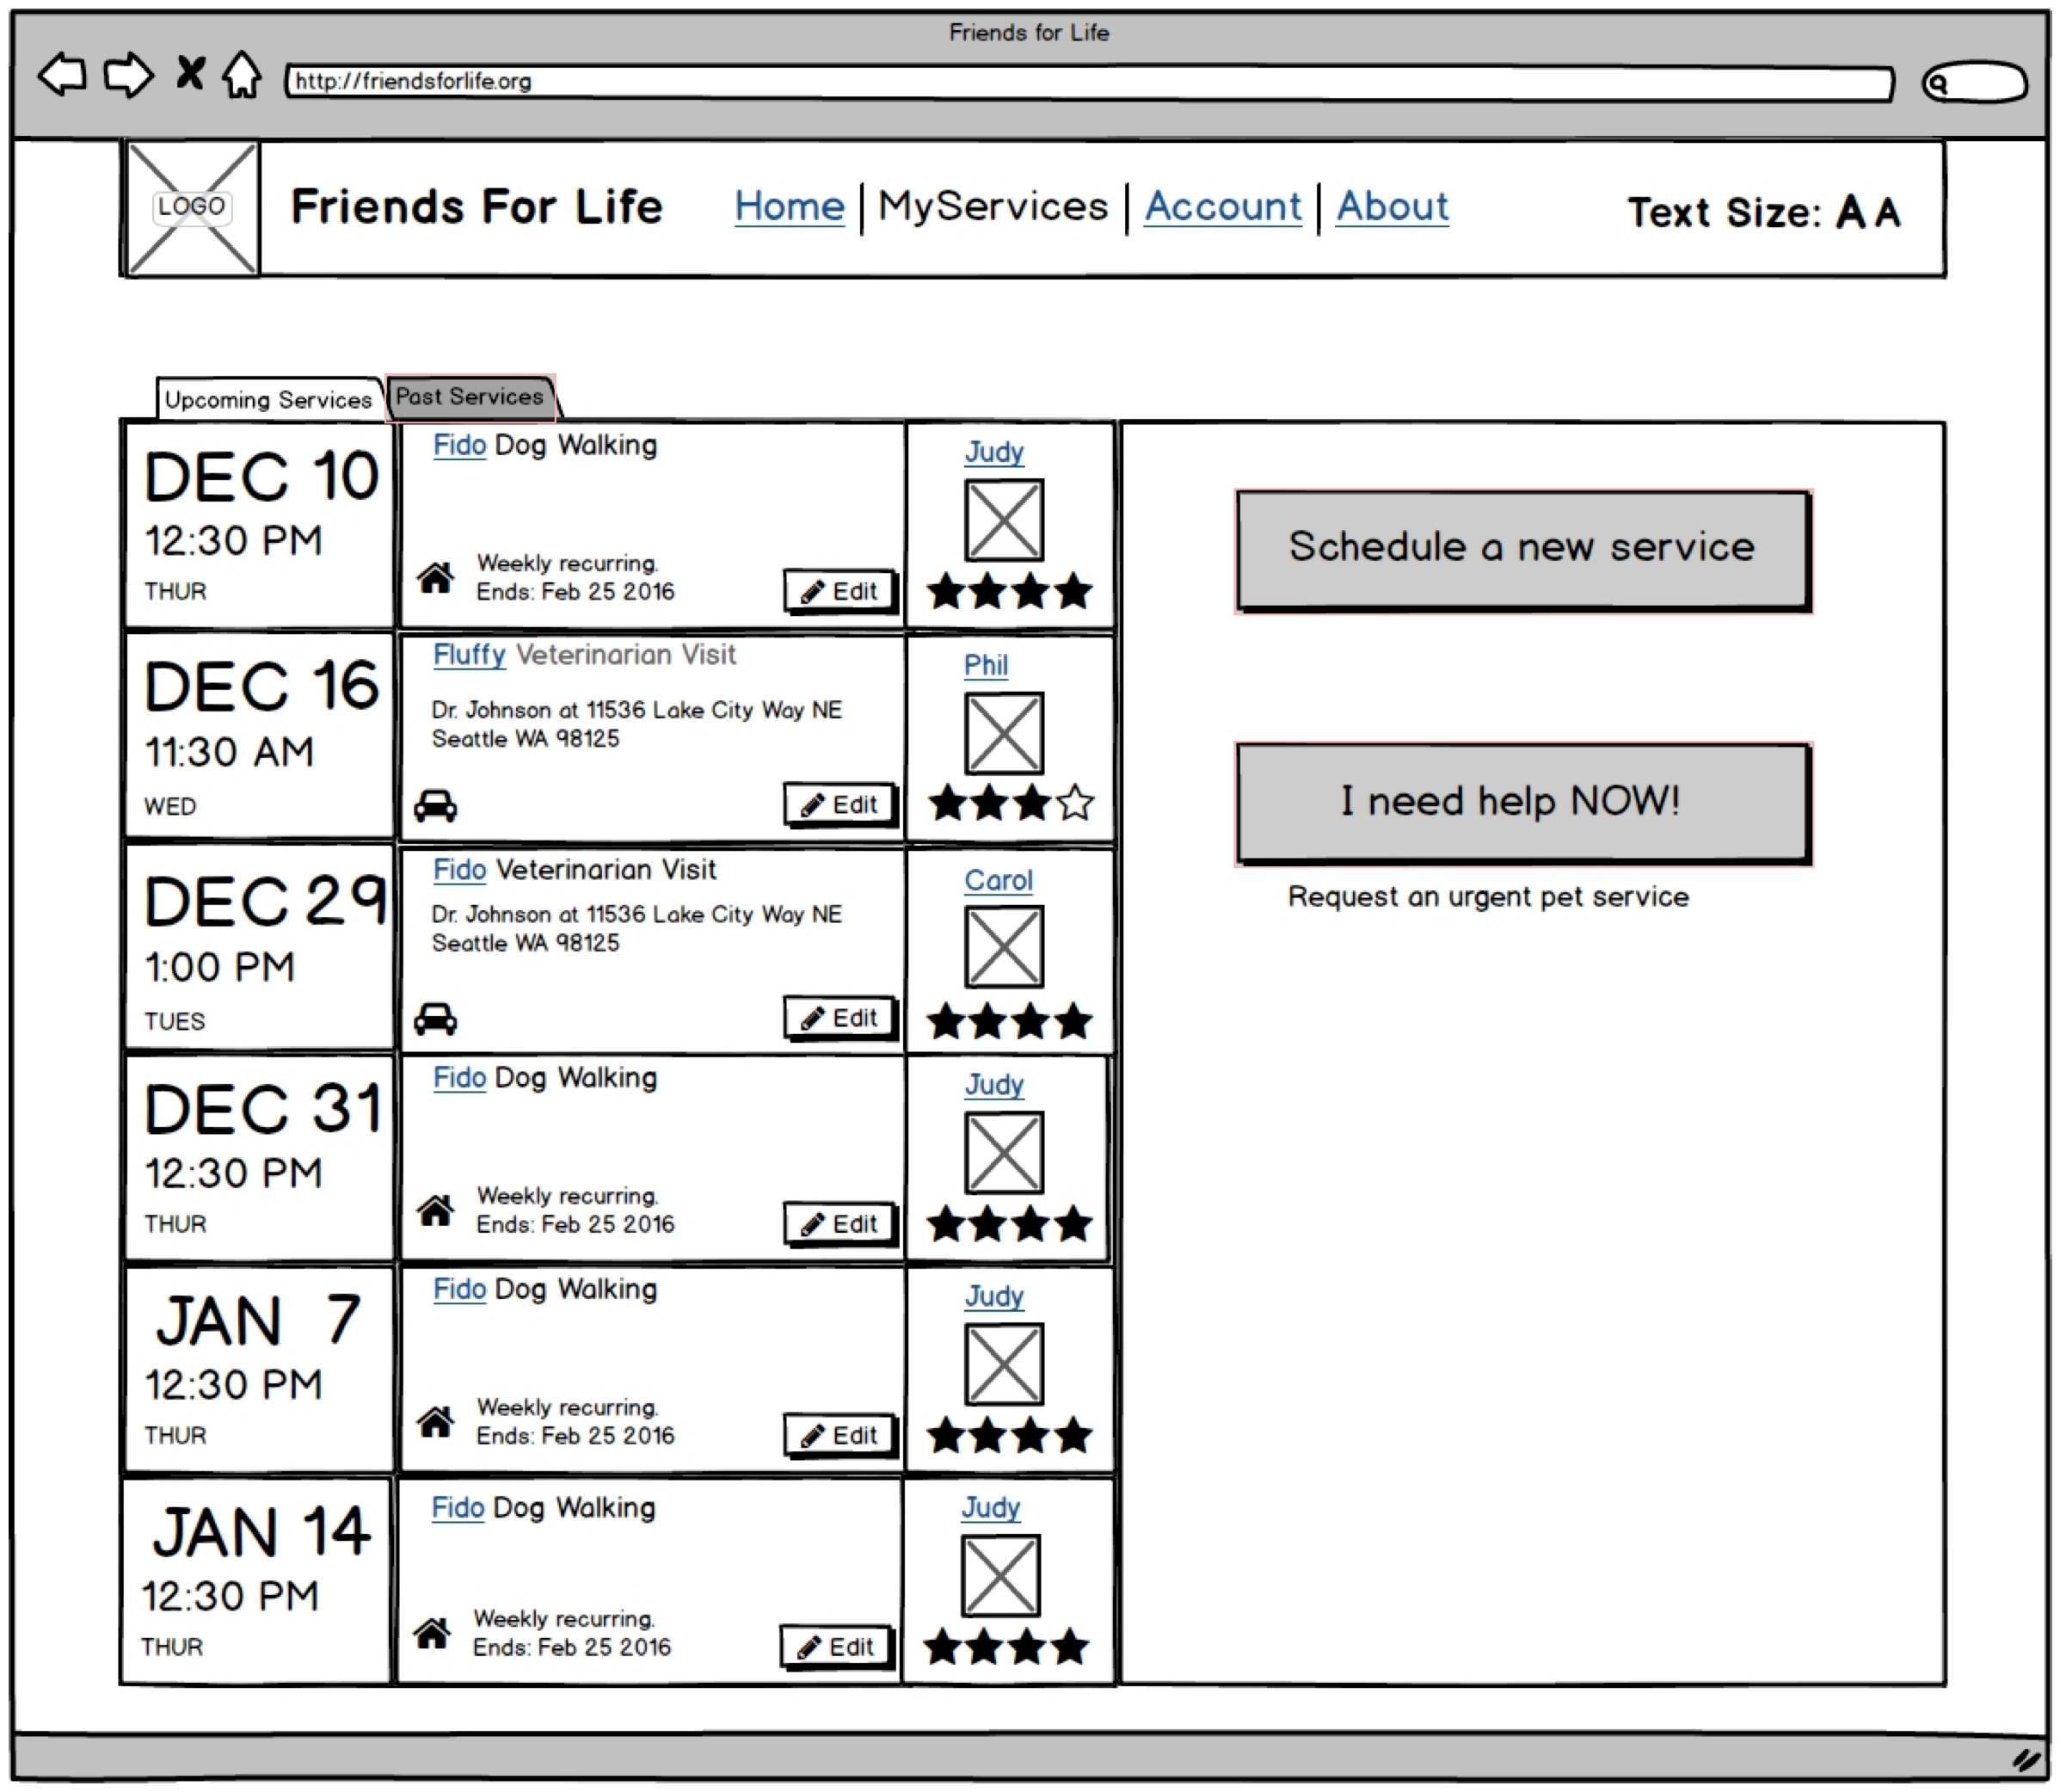 Friends for Life
http://friendsforlife.org
LOGO
Friends For Life
Home | MyServices | Account | About
Text Size: A A
Upcoming Services
Past Services
DEC 10
12:30 PM
THUR
Fido Dog Walking
Weekly recurring.
Ends: Feb 25 2016
Edit
Judy
DEC 16
11:30 AM
WED
Fluffy Veterinarian Visit
Dr. Johnson at 11536 Lake City Way NE
Seattle WA 98125
Edit
Phil
DEC 29
1:00 PM
TUES
Fido Veterinarian Visit
Dr. Johnson at 11536 Lake City Way NE
Seattle WA 98125
Edit
Carol
DEC 31
12:30 PM
THUR
Fido Dog Walking
Weekly recurring.
Ends: Feb 25 2016
Edit
Judy
JAN 7
12:30 PM
THUR
Fido Dog Walking
Weekly recurring.
Ends: Feb 25 2016
Edit
Judy
JAN 14
12:30 PM
THUR
Fido Dog Walking
Weekly recurring.
Ends: Feb 25 2016
Edit
Judy
Schedule a new service
I need help NOW!
Request an urgent pet service